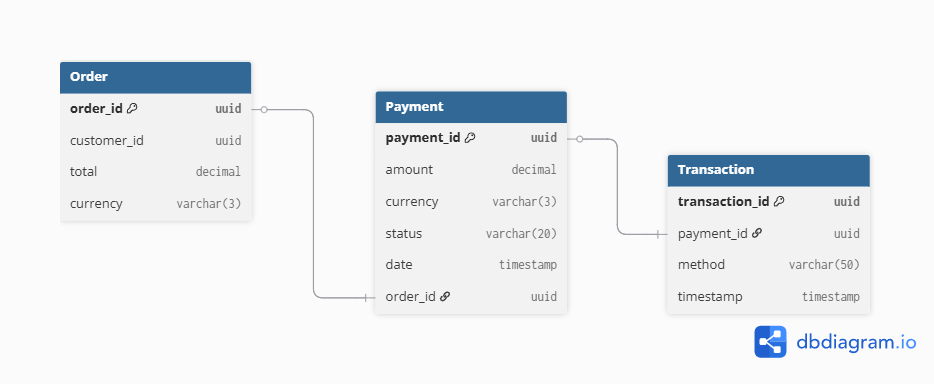 Order
order_id uuid
customer_id uuid
total decimal
currency varchar(3)
Payment
payment_id uuid
amount decimal
currency varchar(3)
status varchar(20)
date timestamp
order_id uuid
Transaction
transaction_id uuid
payment_id uuid
method varchar(50)
timestamp timestamp
dbdiagram.io